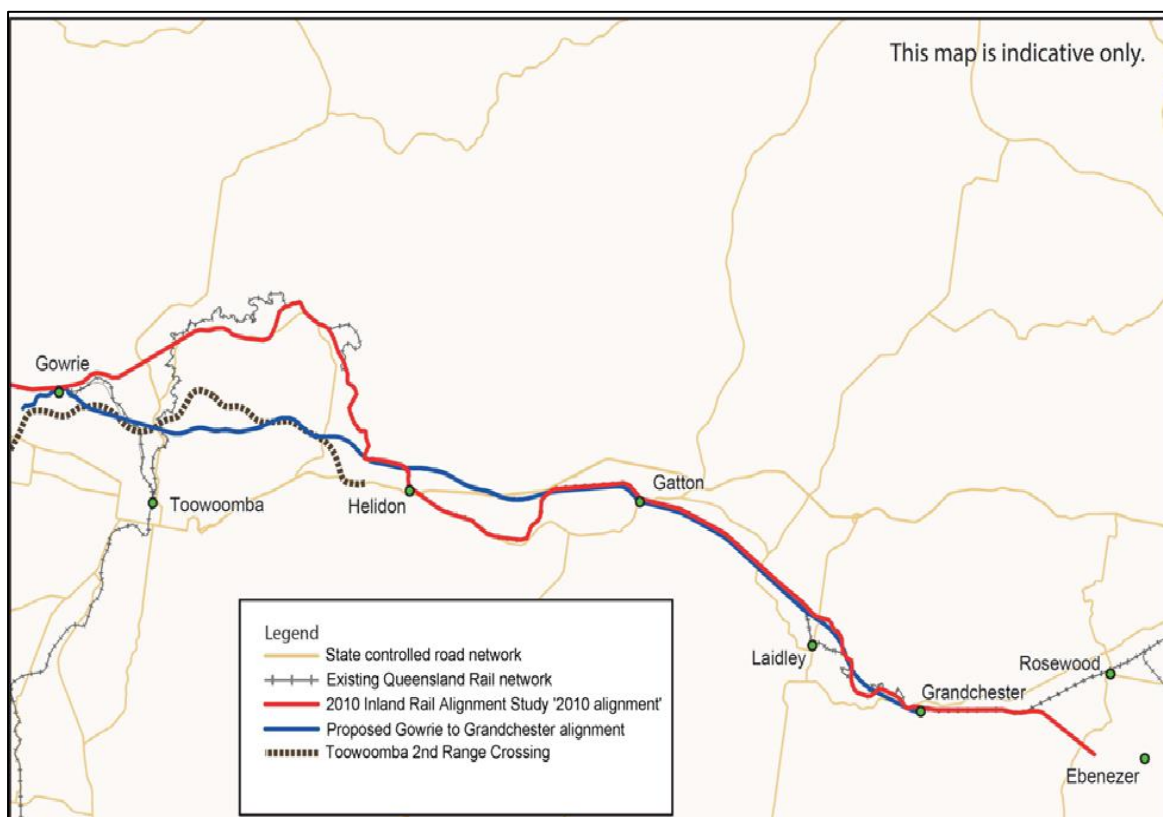 This map is indicative only.
Gowrie
Toowoomba
Helidon
Gatton
Laidley
Rosewood
Grandchester
Ebenezer
Legend
State controlled road network
Existing Queensland Rail network
2010 Inland Rail Alignment Study '2010 alignment'
Proposed Gowrie to Grandchester alignment
Toowoomba 2nd Range Crossing